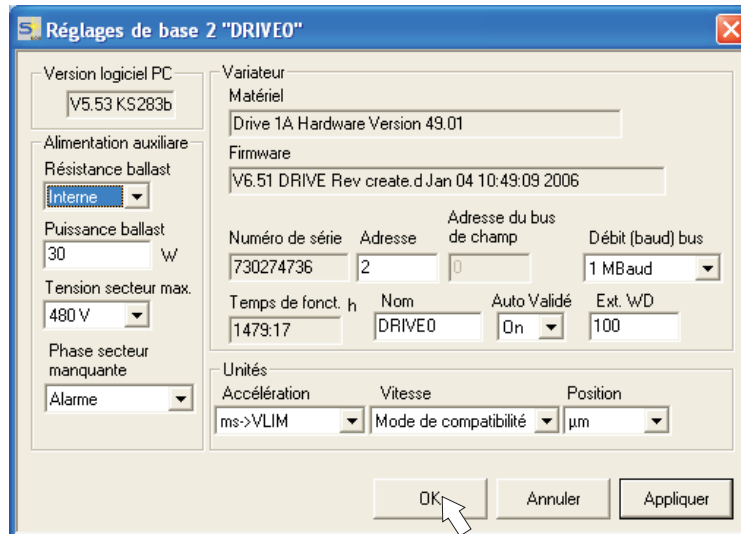 Réglages de base 2 "DRIVE0"
Version logiciel PC
V5.53 KS283b
Alimentation auxiliare
Résistance ballast
Interne
Puissance ballast
30 W
Tension secteur max.
480 V
Phase secteur
manquante
Alarme
Variateur
Matériel
Drive 1A Hardware Version 49.01
Firmware
V6.51 DRIVE Rev create.d Jan 04 10:49:09 2006
Numéro de série
730274736
Adresse
2
Adresse du bus
de champ
0
Débit (baud) bus
1 MBaud
Temps de fonct. h
1479:17
Nom
DRIVE0
Auto Validé
On
Ext. WD
100
Unités
Accélération
ms->VLIM
Vitesse
Mode de compatibilité
Position
µm
OK
Annuler
Appliquer